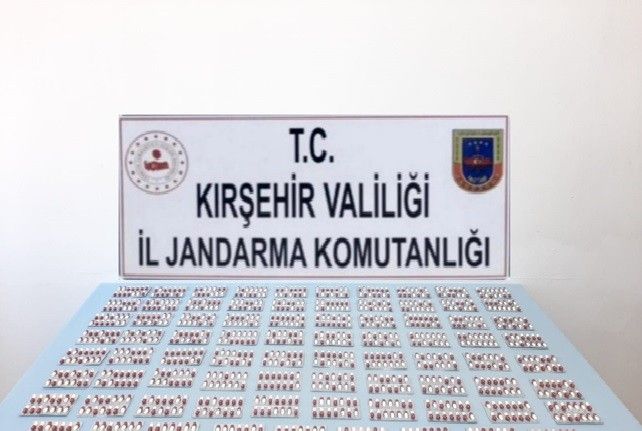 T.C.
KIRŞEHİR VALİLİĞİ
İL JANDARMA KOMUTANLIĞI